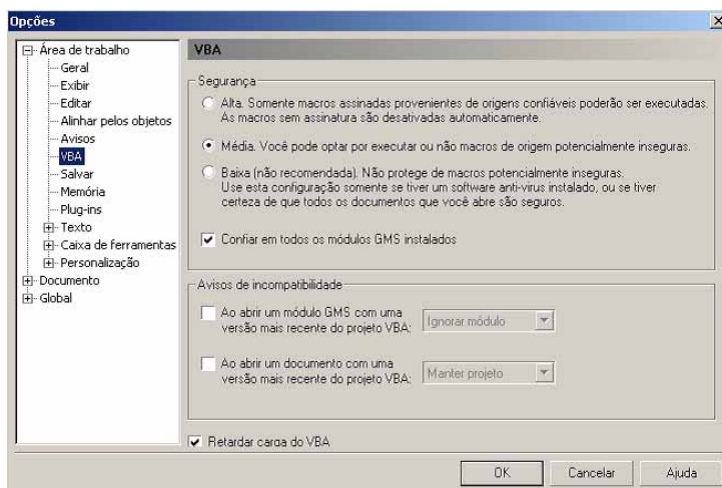 Opções
Área de trabalho
Geral
Exibir
Editar
Alinhar pelos objetos
Avisos
VBA
Salvar
Memória
Plug-ins
Texto
Caixa de ferramentas
Personalização
Documento
Global
VBA
Segurança
Alta. Somente macros assinadas provenientes de origens confiáveis poderão ser executadas.
As macros sem assinatura são desativadas automaticamente.
Média. Você pode optar por executar ou não macros de origem potencialmente inseguras.
Baixa (não recomendada). Não protege de macros potencialmente inseguras.
Use esta configuração somente se tiver um software anti-virus instalado, ou se tiver
certeza de que todos os documentos que você abre são seguros.
Confiar em todos os módulos GMS instalados
Avisos de incompatibilidade
Ao abrir um módulo GMS com uma
versão mais recente do projeto VBA:
Ignorar módulo
Ao abrir um documento com uma
versão mais recente do projeto VBA:
Manter projeto
Retardar carga do VBA
OK
Cancelar
Ajuda